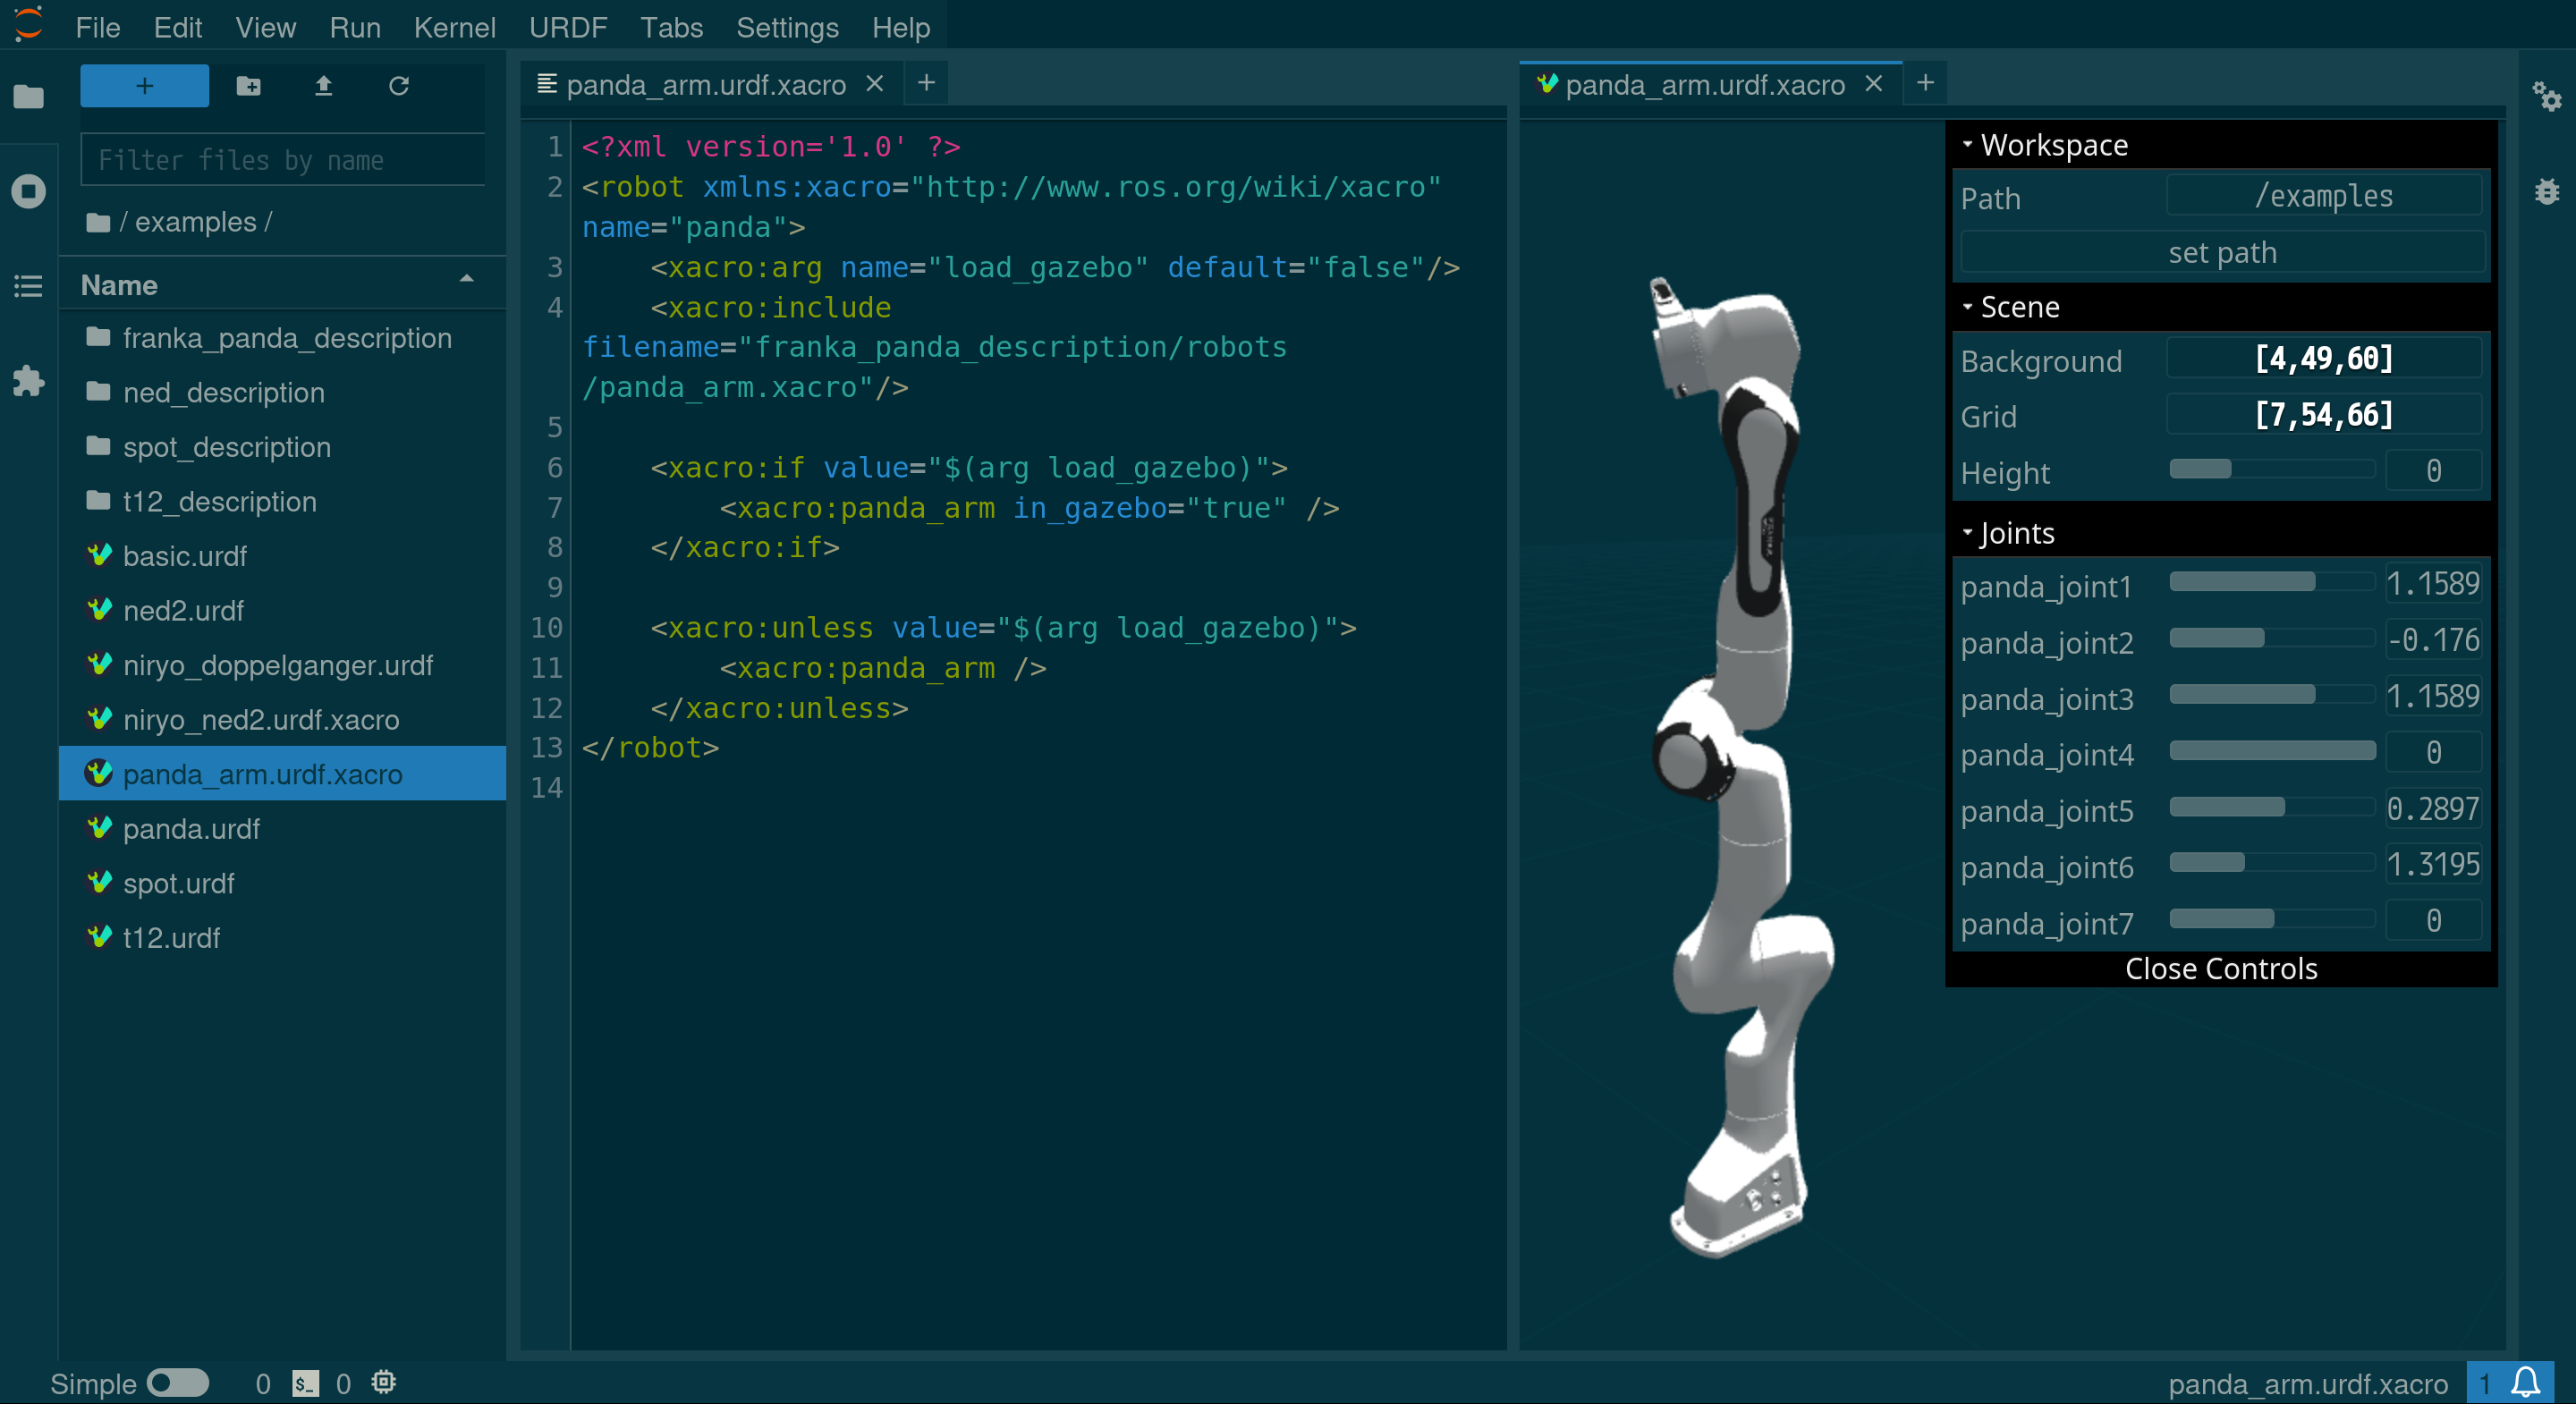 File Edit View Run Kernel URDF Tabs Settings Help
+
Filter files by name
/ examples /
Name
franka_panda_description
ned_description
spot_description
t12_description
basic.urdf
ned2.urdf
niryo_doppelganger.urdf
niryo_ned2.urdf.xacro
panda_arm.urdf.xacro
panda.urdf
spot.urdf
t12.urdf
panda_arm.urdf.xacro
1 <?xml version='1.0' ?>
2 <robot xmlns:xacro="http://www.ros.org/wiki/xacro"
name="panda">
3 <xacro:arg name="load_gazebo" default="false"/>
4 <xacro:include
filename="franka_panda_description/robots
/panda_arm.xacro"/>
5
6 <xacro:if value="$(arg load_gazebo)">
7 <xacro:panda_arm in_gazebo="true" />
8 </xacro:if>
9
10 <xacro:unless value="$(arg load_gazebo)">
11 <xacro:panda_arm />
12 </xacro:unless>
13 </robot>
14
panda_arm.urdf.xacro
Workspace
Path /examples
set path
Scene
Background [4,49,60]
Grid [7,54,66]
Height 0
Joints
panda_joint1 1.1589
panda_joint2 -0.176
panda_joint3 1.1589
panda_joint4 0
panda_joint5 0.2897
panda_joint6 1.3195
panda_joint7 0
Close Controls
Simple 0 $_ 0
panda_arm.urdf.xacro 1